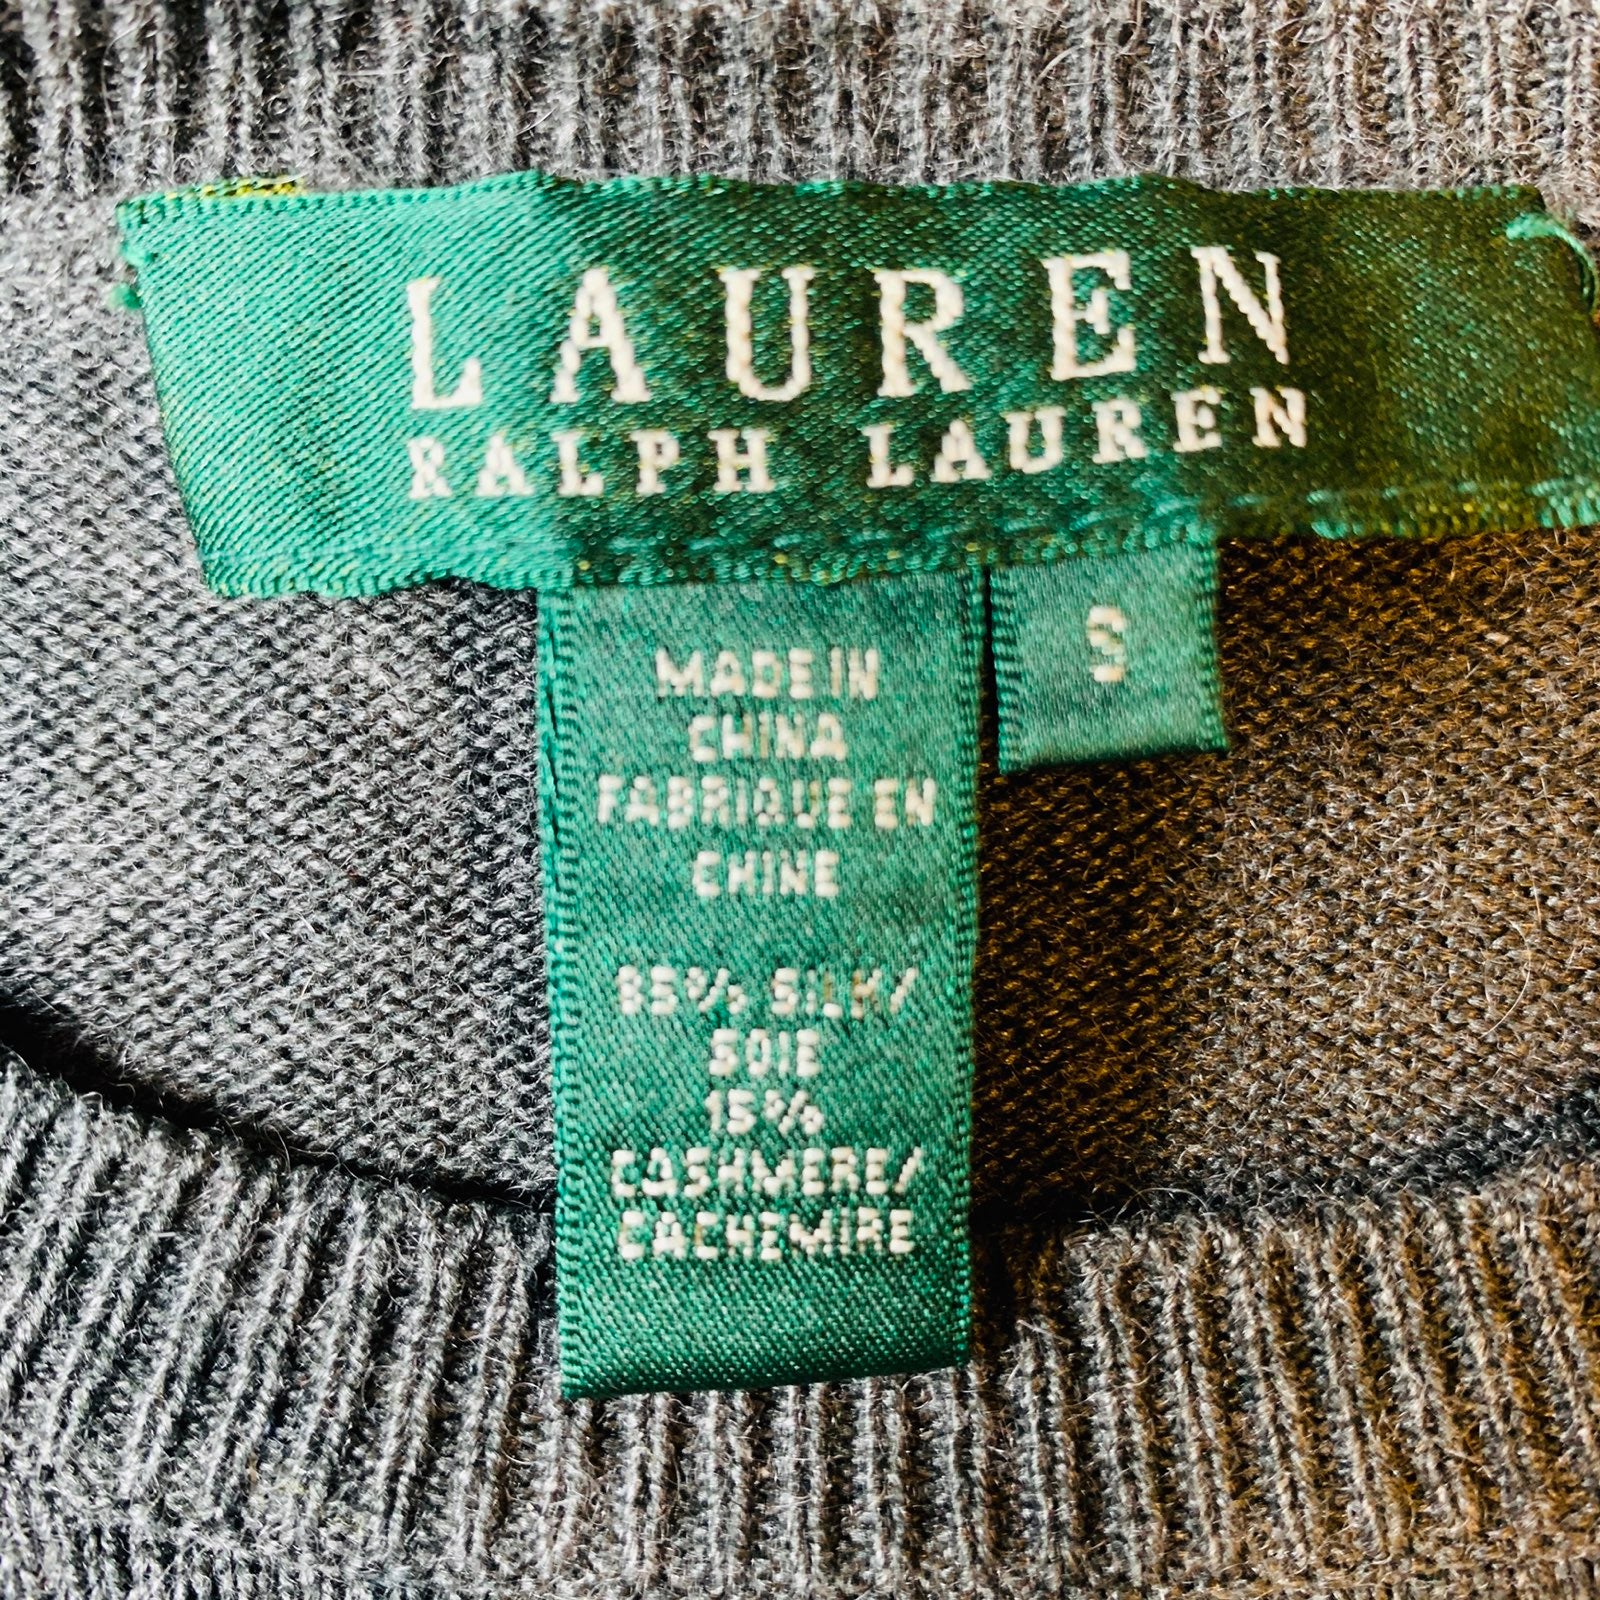 LAUREN
RALPH LAUREN
S
MADE IN
CHINA
FABRIQUE EN
CHINE
85% SILK/
SOIE
15%
CASHMERE/
CACHEMIRE